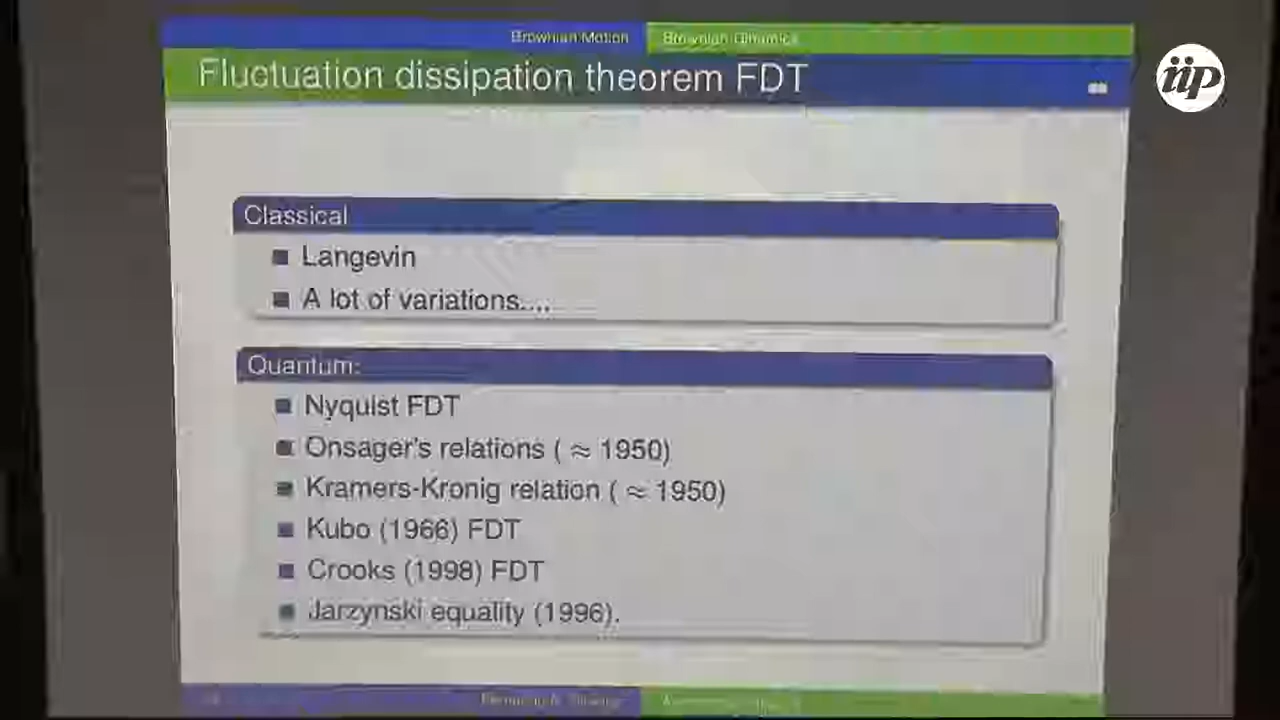 Brownian Motion
Fluctuation dissipation theorem FDT
iip
Classical
Langevin
A lot of variations....
Quantum:
Nyquist FDT
Onsager's relations ( ≈ 1950)
Kramers-Kronig relation ( ≈ 1950)
Kubo (1966) FDT
Crooks (1998) FDT
Jarzynski equality (1996).